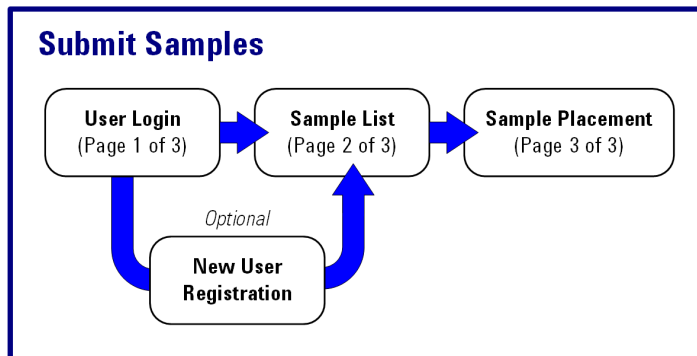 Submit Samples
User Login
(Page 1 of 3)
Sample List
(Page 2 of 3)
Sample Placement
(Page 3 of 3)
Optional
New User
Registration